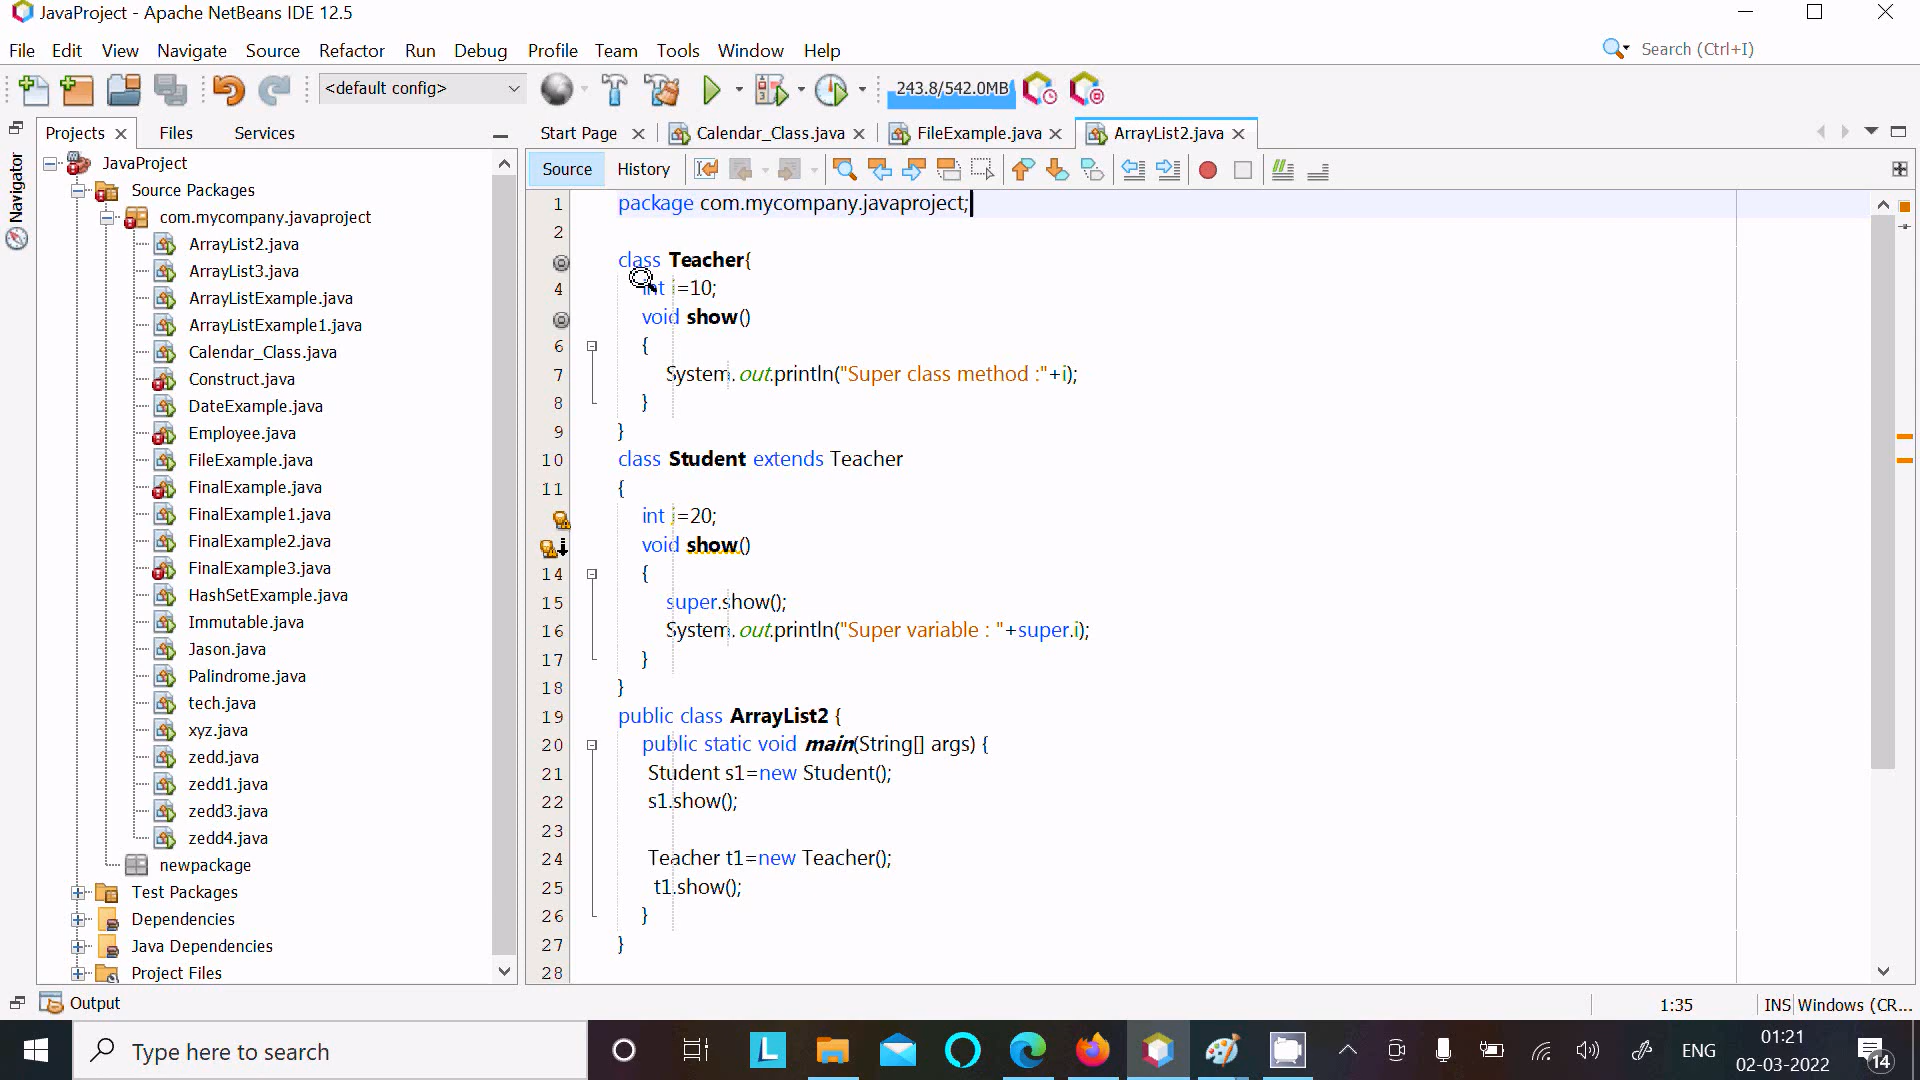 JavaProject - Apache NetBeans IDE 12.5
File Edit View Navigate Source Refactor Run Debug Profile Team Tools Window Help
Search (Ctrl+I)
<default config>
243.8/542.0MB
Projects Files Services
Start Page Calendar_Class.java FileExample.java ArrayList2.java
Source History
Navigator
JavaProject
Source Packages
com.mycompany.javaproject
ArrayList2.java
ArrayList3.java
ArrayListExample.java
ArrayListExample1.java
Calendar_Class.java
Construct.java
DateExample.java
Employee.java
FileExample.java
FinalExample.java
FinalExample1.java
FinalExample2.java
FinalExample3.java
HashSetExample.java
Immutable.java
Jason.java
Palindrome.java
tech.java
xyz.java
zedd.java
zedd1.java
zedd3.java
zedd4.java
newpackage
Test Packages
Dependencies
Java Dependencies
Project Files
1 package com.mycompany.javaproject;
2
class Teacher{
4 int i=10;
void show()
6 {
7 System.out.println("Super class method :"+i);
8 }
9 }
10 class Student extends Teacher
11 {
int i=20;
void show()
14 {
15 super.show();
16 System.out.println("Super variable : "+super.i);
17 }
18 }
19 public class ArrayList2 {
20 public static void main(String[] args) {
21 Student s1=new Student();
22 s1.show();
23
24 Teacher t1=new Teacher();
25 t1.show();
26 }
27 }
28
Output
1:35 INS Windows (CR...
Type here to search
L
ENG
01:21
02-03-2022
14